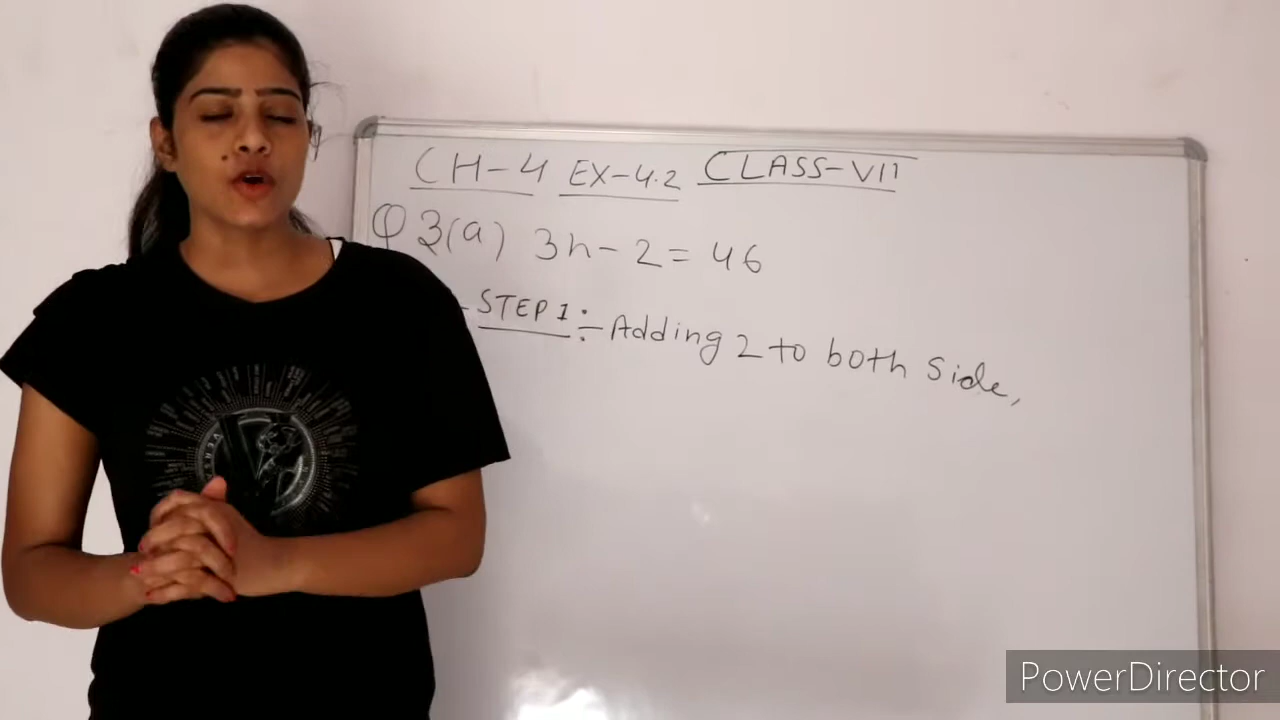 CH-4 EX-4.2 CLASS-VII
Q 3(a) 3n-2=46
STEP 1:- Adding 2 to both side,
PowerDirector